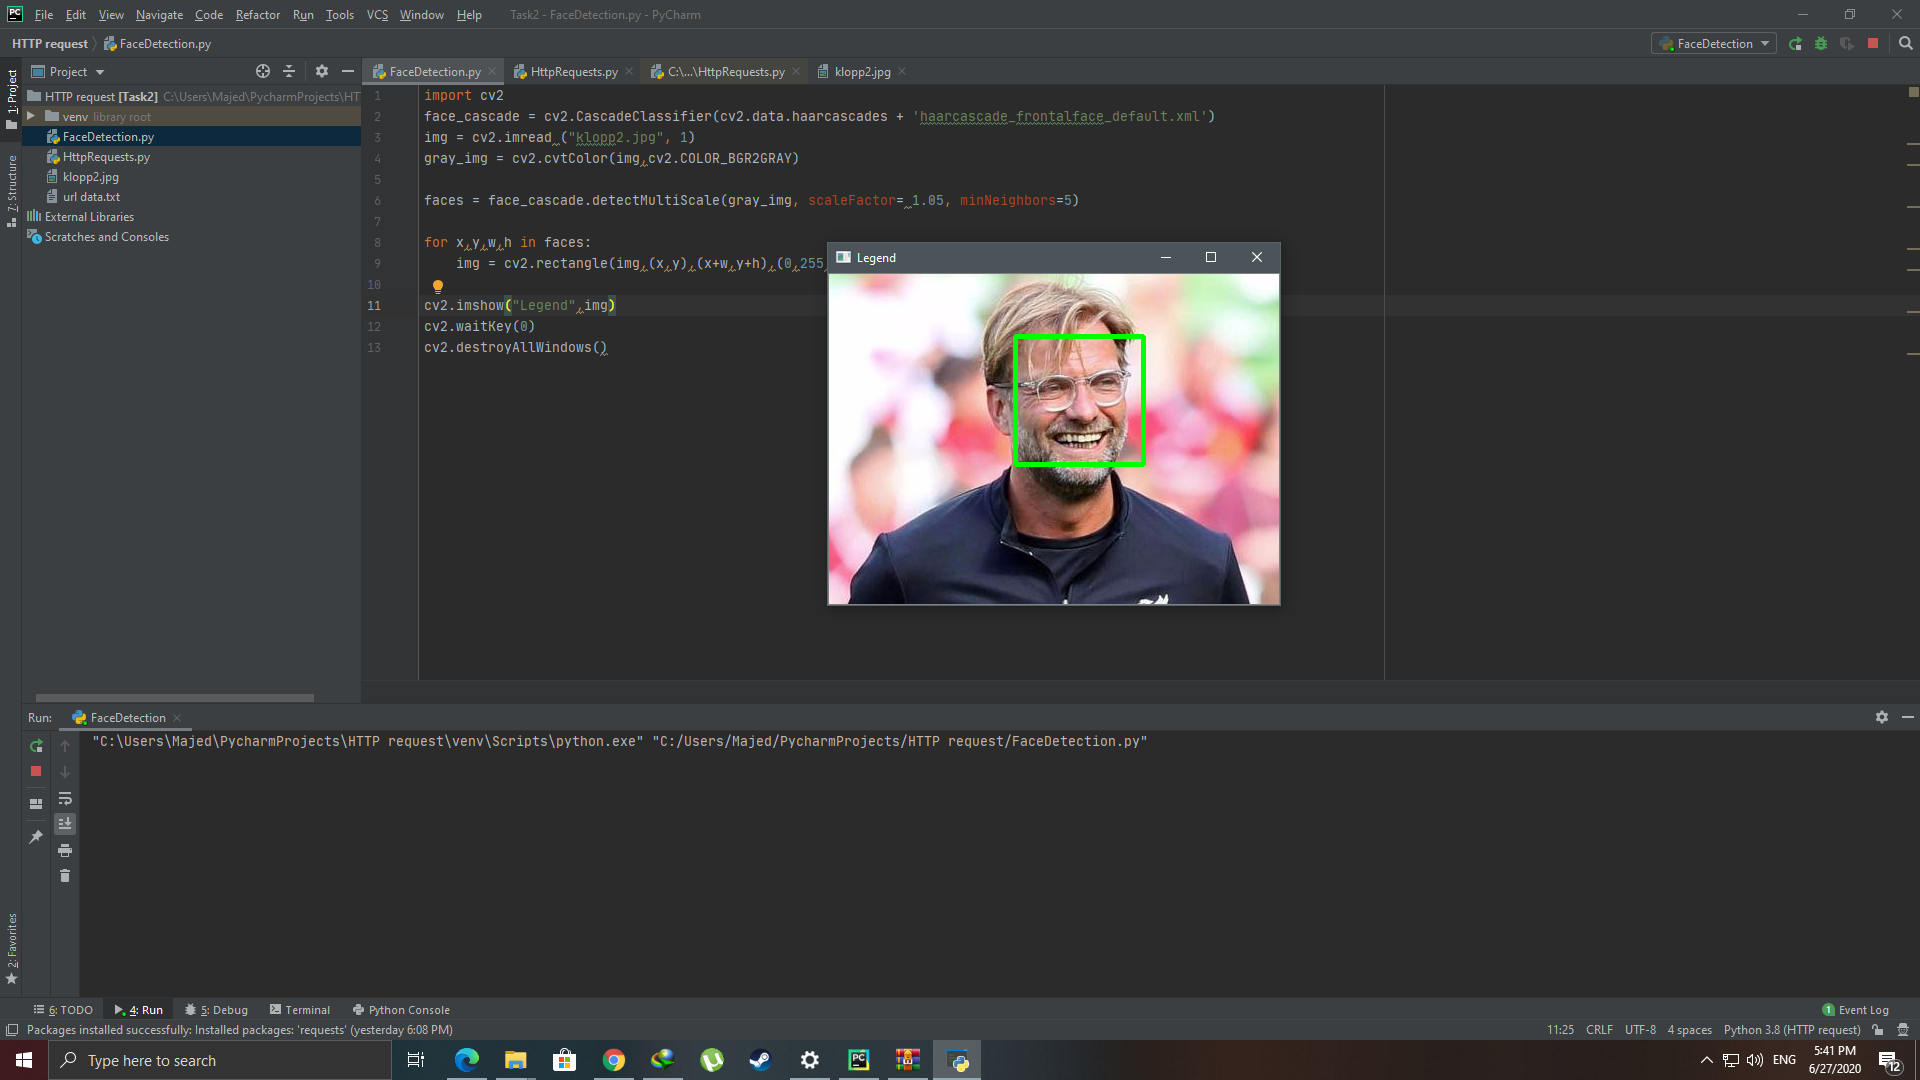 File Edit View Navigate Code Refactor Run Tools VCS Window Help Task2 - FaceDetection.py - PyCharm
HTTP request FaceDetection.py FaceDetection
Project
FaceDetection.py HttpRequests.py C:\...\HttpRequests.py klopp2.jpg
1: Project
7: Structure
2: Favorites
HTTP request [Task2] C:\Users\Majed\PycharmProjects\HT
venv library root
FaceDetection.py
HttpRequests.py
klopp2.jpg
url data.txt
External Libraries
Scratches and Consoles
1 import cv2
2 face_cascade = cv2.CascadeClassifier(cv2.data.haarcascades + 'haarcascade_frontalface_default.xml')
3 img = cv2.imread ("klopp2.jpg", 1)
4 gray_img = cv2.cvtColor(img,cv2.COLOR_BGR2GRAY)
5
6 faces = face_cascade.detectMultiScale(gray_img, scaleFactor= 1.05, minNeighbors=5)
7
8 for x,y,w,h in faces:
9 img = cv2.rectangle(img,(x,y),(x+w,y+h),(0,255,
10
11 cv2.imshow("Legend",img)
12 cv2.waitKey(0)
13 cv2.destroyAllWindows()
Legend
Run: FaceDetection
"C:\Users\Majed\PycharmProjects\HTTP request\venv\Scripts\python.exe" "C:/Users/Majed/PycharmProjects/HTTP request/FaceDetection.py"
6: TODO 4: Run 5: Debug Terminal Python Console 1 Event Log
Packages installed successfully: Installed packages: 'requests' (yesterday 6:08 PM) 11:25 CRLF UTF-8 4 spaces Python 3.8 (HTTP request)
Type here to search ENG 5:41 PM
6/27/2020 12